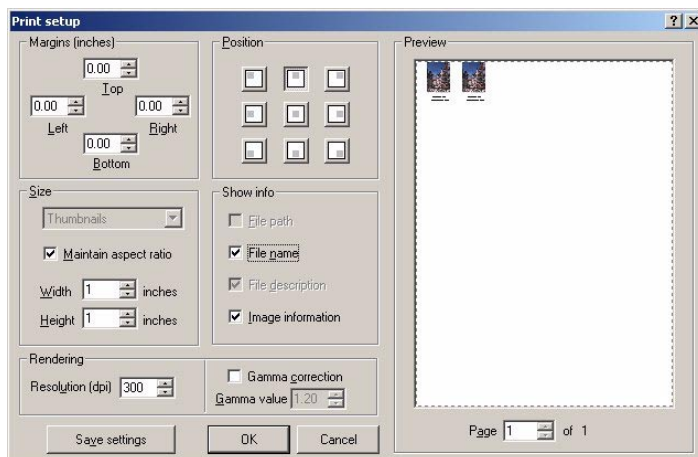 Print setup
Margins (inches)
0.00
Top
0.00
0.00
Left
Right
0.00
Bottom
Position
Preview
Size
Thumbnails
Maintain aspect ratio
Width 1 inches
Height 1 inches
Show info
File path
File name
File description
Image information
Rendering
Resolution (dpi) 300
Gamma correction
Gamma value 1.20
Save settings
OK
Cancel
Page 1 of 1